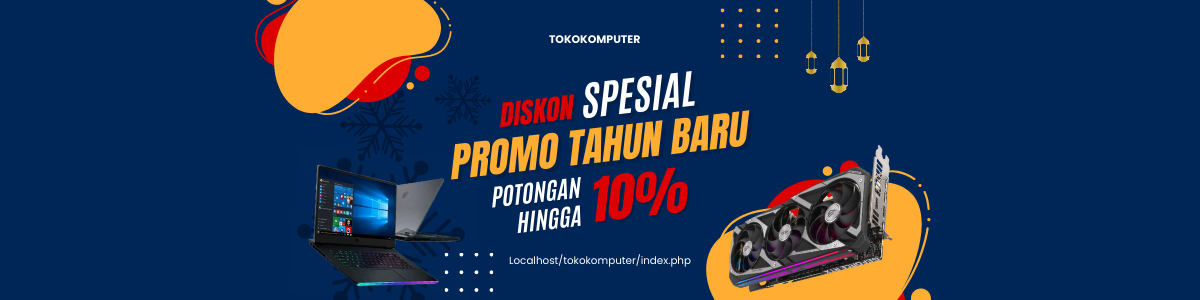 TOKOKOMPUTER
DISKON SPESIAL
PROMO TAHUN BARU
POTONGAN
HINGGA 10%
Localhost/tokokomputer/index.php